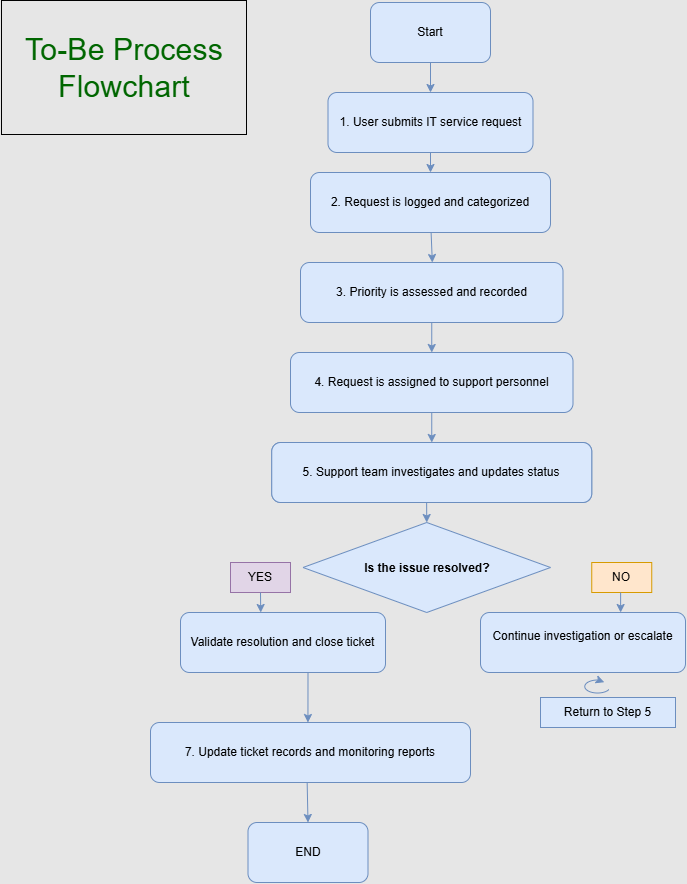 To-Be Process
Flowchart
Start
1. User submits IT service request
2. Request is logged and categorized
3. Priority is assessed and recorded
4. Request is assigned to support personnel
5. Support team investigates and updates status
Is the issue resolved?
YES
NO
Validate resolution and close ticket
Continue investigation or escalate
Return to Step 5
7. Update ticket records and monitoring reports
END